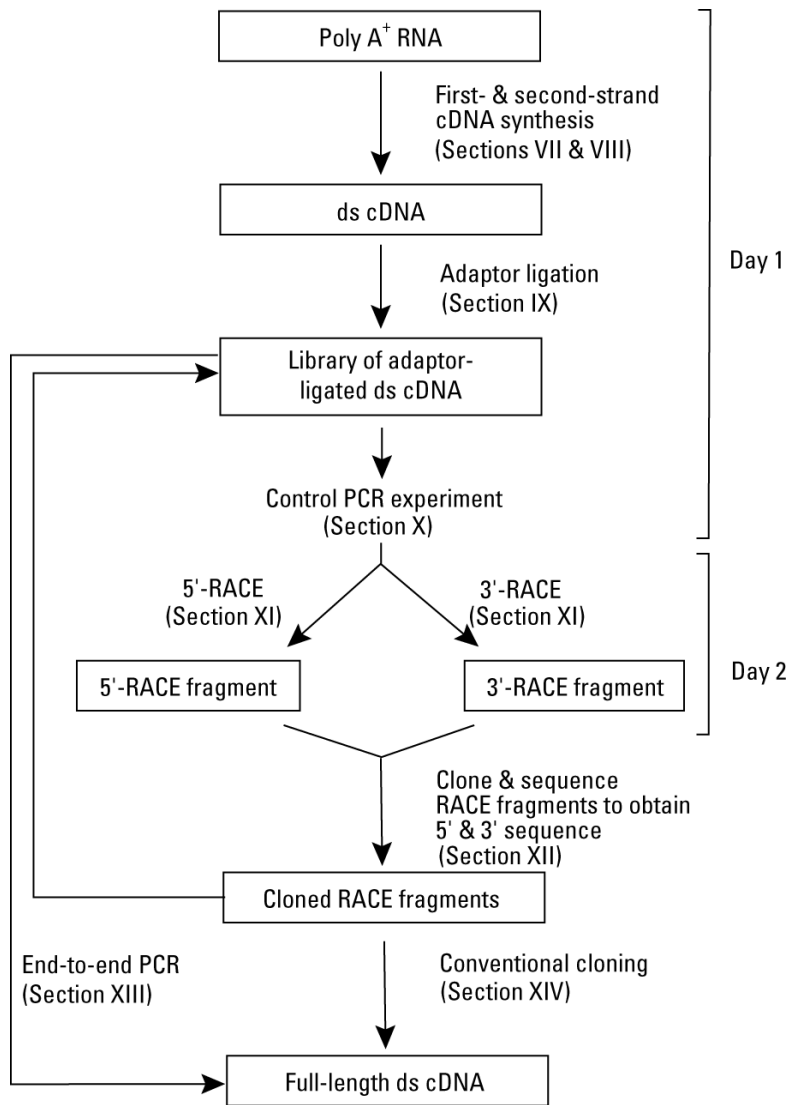 Poly A⁺ RNA
First- & second-strand
cDNA synthesis
(Sections VII & VIII)
ds cDNA
Day 1
Adaptor ligation
(Section IX)
Library of adaptor-
ligated ds cDNA
Control PCR experiment
(Section X)
5'-RACE
(Section XI)
3'-RACE
(Section XI)
5'-RACE fragment
3'-RACE fragment
Day 2
Clone & sequence
RACE fragments to obtain
5' & 3' sequence
(Section XII)
Cloned RACE fragments
End-to-end PCR
(Section XIII)
Conventional cloning
(Section XIV)
Full-length ds cDNA